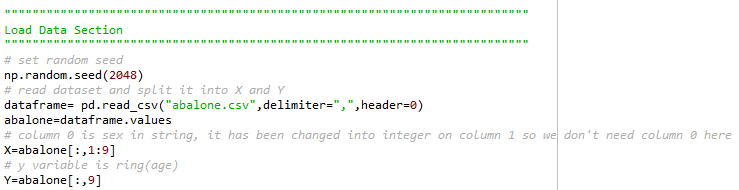 """"""""""""""""""""""""""""""""""""""""""""""""""""""""""""""""""""""""""
Load Data Section
""""""""""""""""""""""""""""""""""""""""""""""""""""""""""""""""""""""""""
# set random seed
np.random.seed(2048)
# read dataset and split it into X and Y
dataframe= pd.read_csv("abalone.csv",delimiter=",",header=0)
abalone=dataframe.values
# column 0 is sex in string, it has been changed into integer on column 1 so we don't need column 0 here
X=abalone[:,1:9]
# y variable is ring(age)
Y=abalone[:,9]